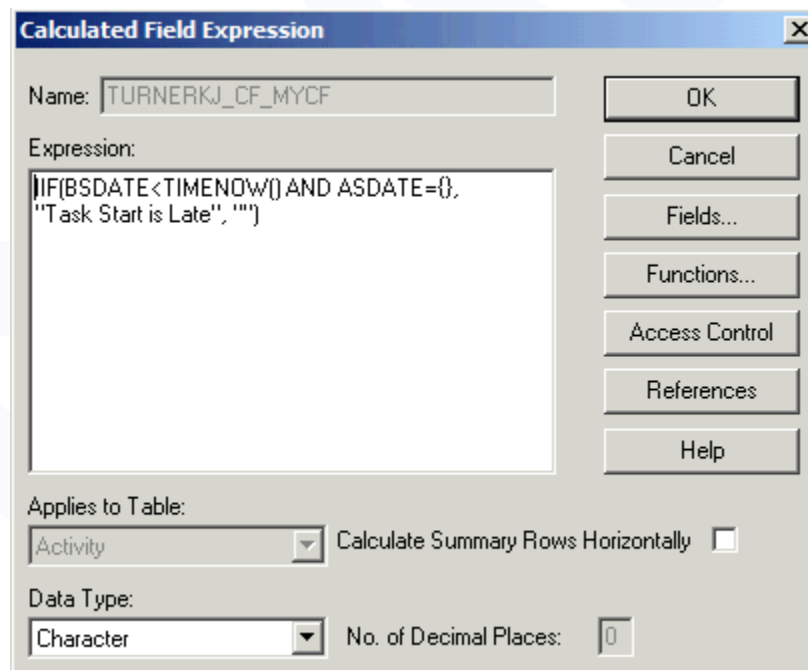 Calculated Field Expression
Name: TURNERKJ_CF_MYCF
OK
Expression:
IIF(BSDATE<TIMENOW() AND ASDATE={},
"Task Start is Late", "")
Cancel
Fields...
Functions...
Access Control
References
Help
Applies to Table:
Activity
Calculate Summary Rows Horizontally
Data Type:
Character
No. of Decimal Places: 0